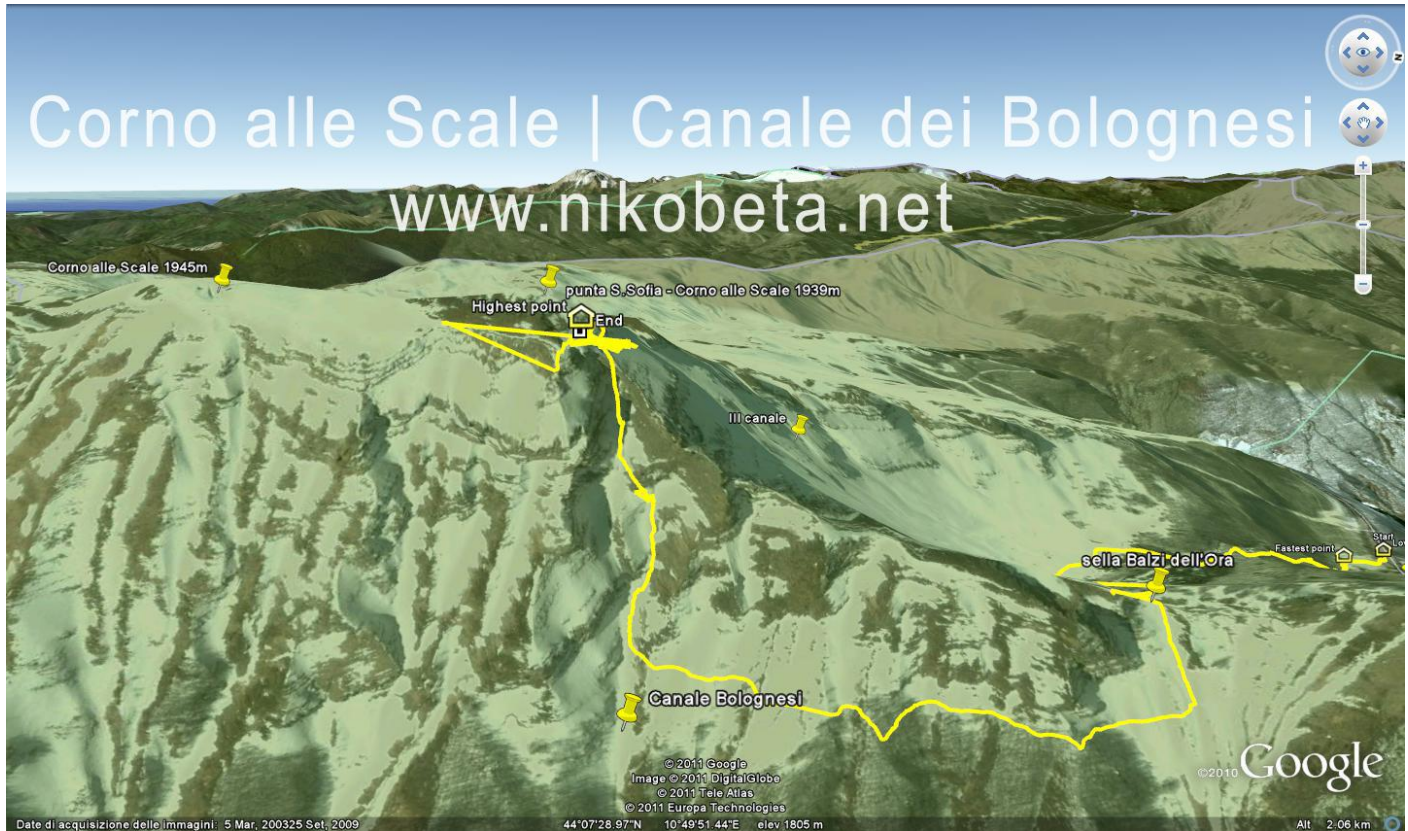 Corno alle Scale | Canale dei Bolognesi
www.nikobeta.net
N
Corno alle Scale 1945m
punta S.Sofia - Corno alle Scale 1939m
Highest point
End
III canale
sella Balzi dell'Ora
Fastest point
Start
Canale Bolognesi
© 2011 Google
Image © 2011 DigitalGlobe
© 2011 Tele Atlas
© 2011 Europa Technologies
©2010 Google
Date di acquisizione delle immagini: 5 Mar, 200325 Set, 2009
44°07'28.97"N 10°49'51.44"E elev 1805 m
Alt 2.06 km